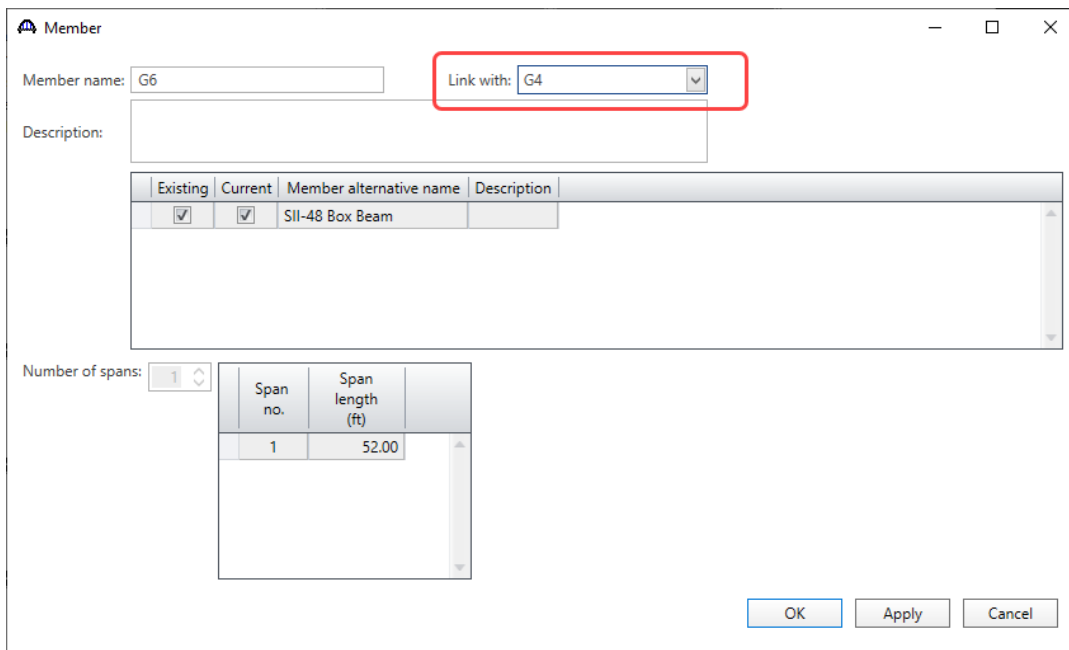 Member
Member name: G6 Link with: G4
Description:
Existing Current Member alternative name Description
SII-48 Box Beam
Number of spans: 1
Span no. Span length (ft)
1 52.00
OK Apply Cancel